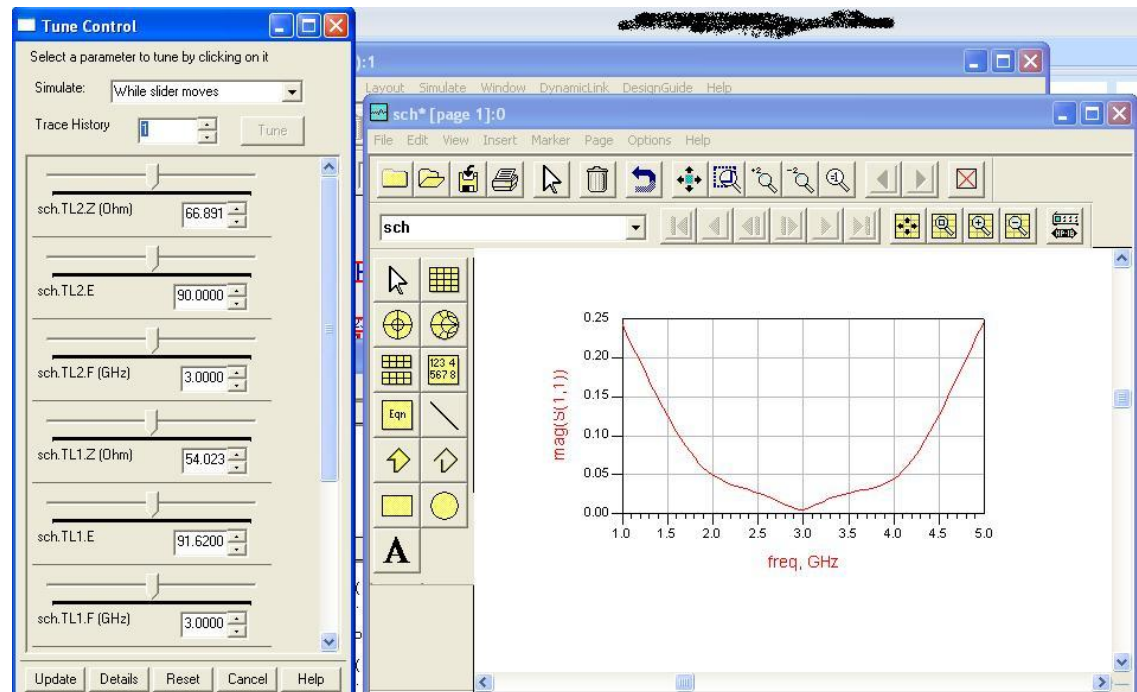 Tune Control
Select a parameter to tune by clicking on it
Simulate: While slider moves
Trace History 1 Tune
sch.TL2.Z (Ohm) 66.891
sch.TL2.E 90.0000
sch.TL2.F (GHz) 3.0000
sch.TL1.Z (Ohm) 54.023
sch.TL1.E 91.6200
sch.TL1.F (GHz) 3.0000
Update Details Reset Cancel Help
):1
Layout Simulate Window DynamicLink DesignGuide Help
sch* [page 1]:0
File Edit View Insert Marker Page Options Help
sch
123 4
567 8
Eqn
A
mag(S(1,1))
0.25
0.20
0.15
0.10
0.05
0.00
1.0 1.5 2.0 2.5 3.0 3.5 4.0 4.5 5.0
freq, GHz